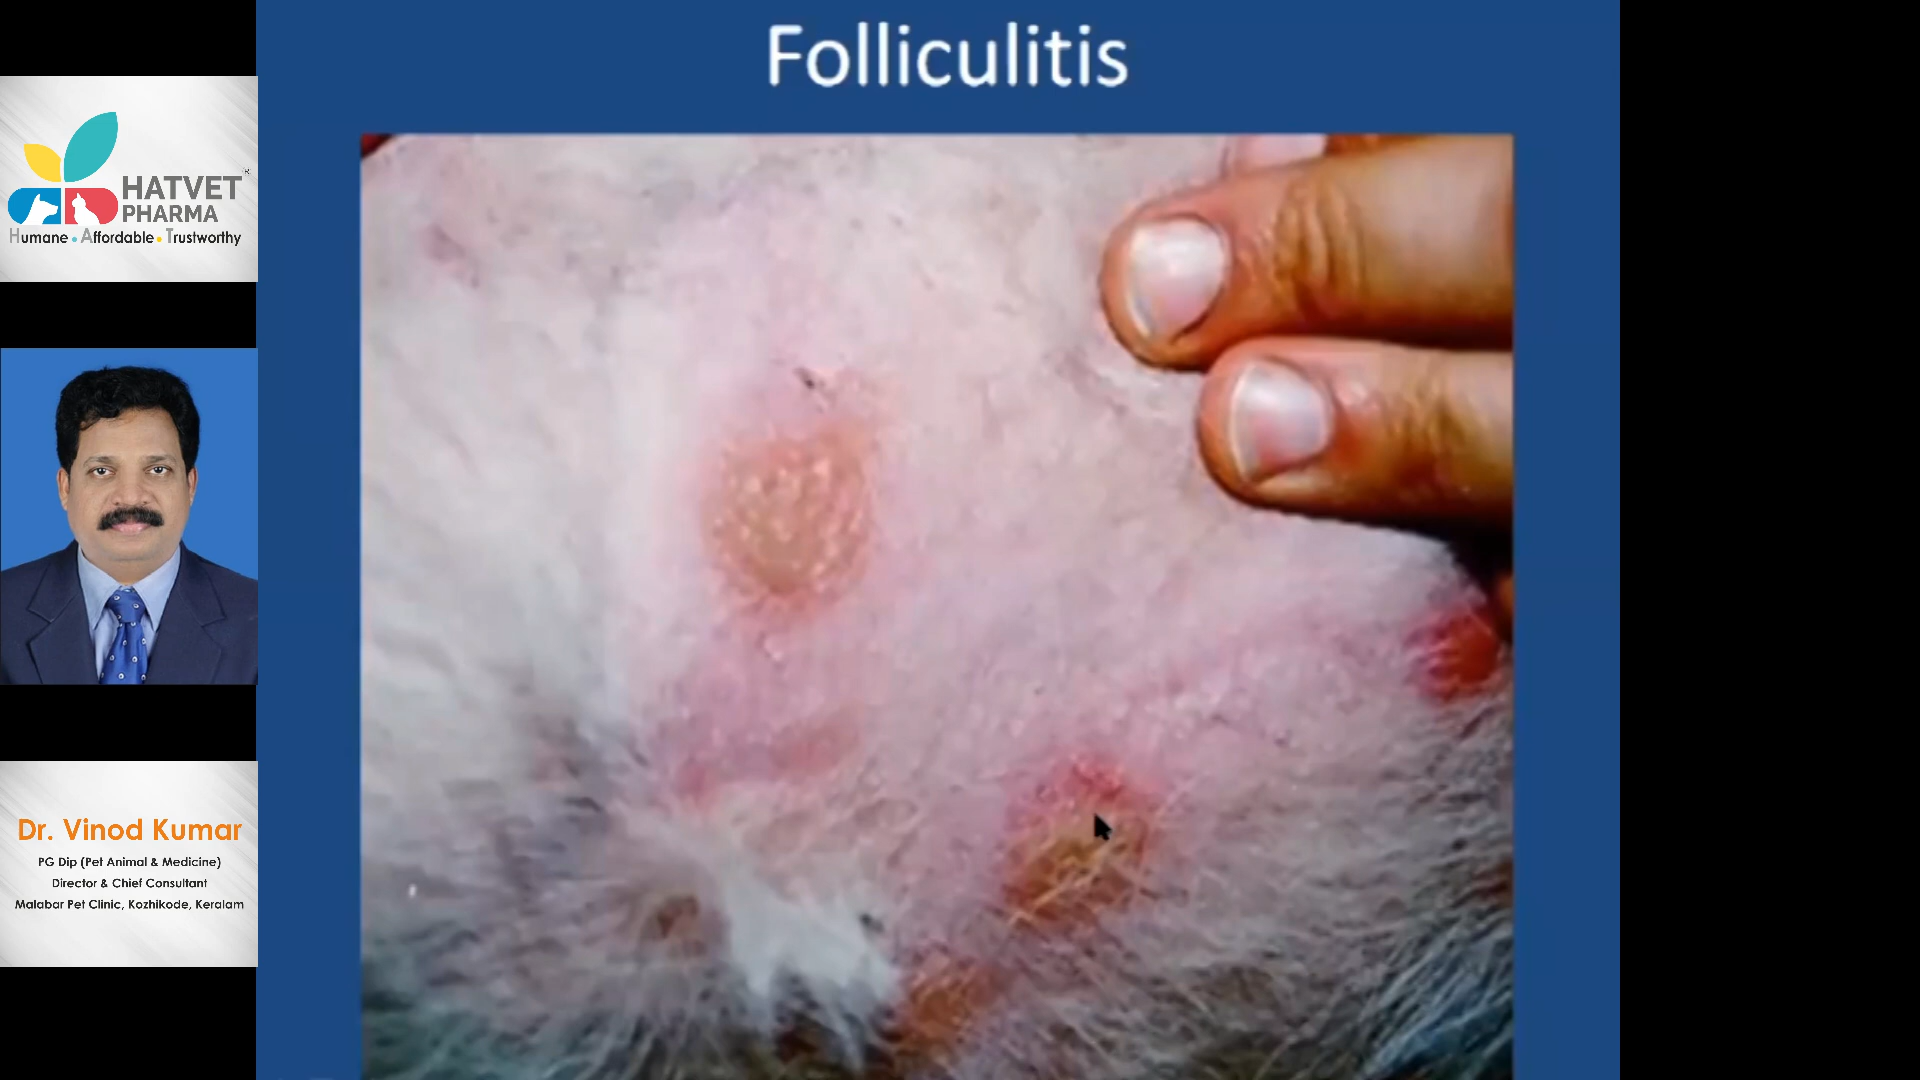 Folliculitis
HATVET®
PHARMA
Humane • Affordable • Trustworthy
Dr. Vinod Kumar
PG Dip (Pet Animal & Medicine)
Director & Chief Consultant
Malabar Pet Clinic, Kozhikode, Keralam